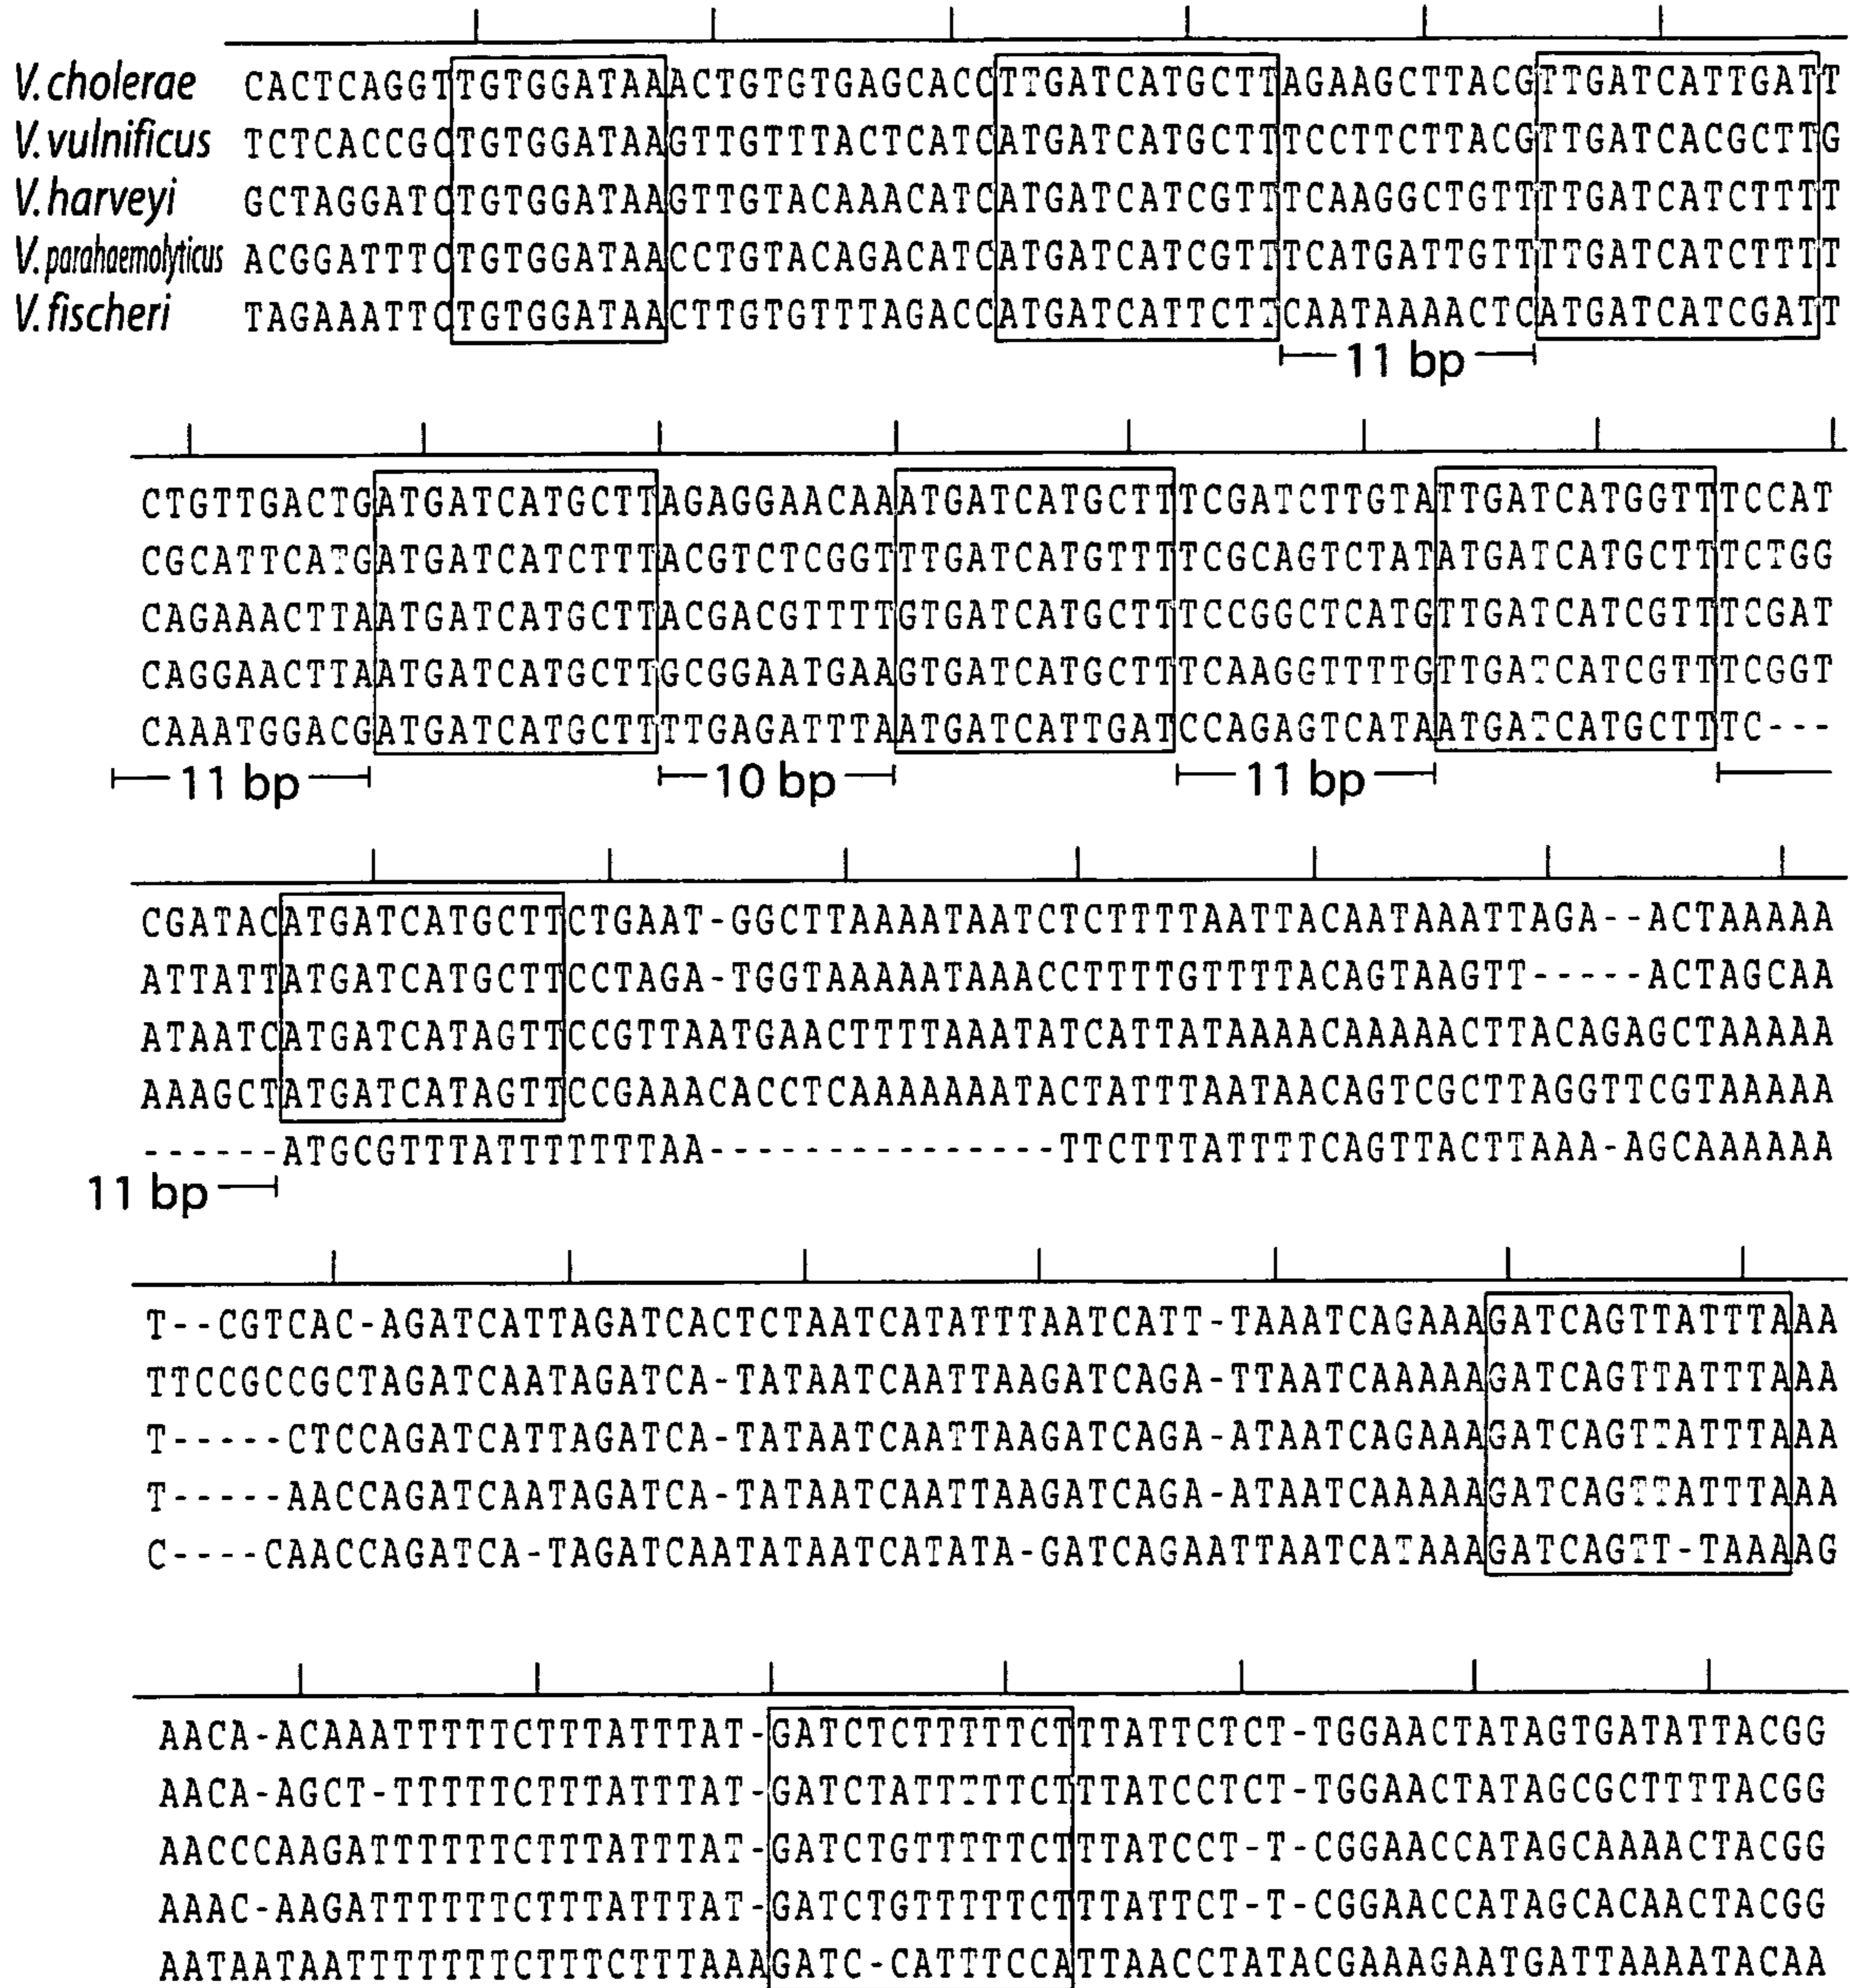 V. cholerae CACTCAGGTTGTGGATAAACTGTGTGAGCACCTTGATCATGCTTAGAAGCTTACGTTGATCATTGATT
V. vulnificus TCTCACCGCTGTGGATAAGTTGTTTACTCATCATGATCATGCTTTCCTTCTTACGTTGATCACGCTTG
V. harveyi GCTAGGATCTGTGGATAAGTTGTACAAACATCATGATCATCGTTTCAAGGCTGTTTTGATCATCTTTT
V. parahaemolyticus ACGGATTTCTGTGGATAACCTGTACAGACATCATGATCATCGTTTCATGATTGTTTTGATCATCTTTT
V. fischeri TAGAAATTCTGTGGATAACTTGTGTTTAGACCATGATCATTCTTCAATAAAACTCATGATCATCGATT
11 bp
CTGTTGACTGATGATCATGCTTAGAGGAACAAATGATCATGCTTTCGATCTTGTATTGATCATGGTTTCCAT
CGCATTCATGATGATCATCTTTACGTCTCGGTTTGATCATGTTTTCGCAGTCTATATGATCATGCTTTCTGG
CAGAAACTTAATGATCATGCTTACGACGTTTTGTGATCATGCTTTCCGGCTCATGTTGATCATCGTTTCGAT
CAGGAACTTAATGATCATGCTTGCGGAATGAAGTGATCATGCTTTCAAGGTTTTGTTGATCATCGTTTCGGT
CAAATGGACGATGATCATGCTTTTGAGATTTAATGATCATTGATCCAGAGTCATAATGATCATGCTTTC---
11 bp 10 bp 11 bp
CGATACATGATCATGCTTCTGAAT-GGCTTAAAATAATCTCTTTTAATTACAATAAATTAGA--ACTAAAAA
ATTATTATGATCATGCTTCCTAGA-TGGTAAAAATAAACCTTTTGTTTTACAGTAAGTT-----ACTAGCAA
ATAATCATGATCATAGTTCCGTTAATGAACTTTTAAATATCATTATAAAACAAAAACTTACAGAGCTAAAAA
AAAGCTATGATCATAGTTCCGAAACACCTCAAAAAAATACTATTTAATAACAGTCGCTTAGGTTCGTAAAAA
------ATGCGTTTATTTTTTTAA---------------TTCTTTATTTTCAGTTACTTAAA-AGCAAAAAA
11 bp
T--CGTCAC-AGATCATTAGATCACTCTAATCATATTTAATCATT-TAAATCAGAAAGATCAGTTATTTAAA
TTCCGCCGCTAGATCAATAGATCA-TATAATCAATTAAGATCAGA-TTAATCAAAAAGATCAGTTATTTAAA
T-----CTCCAGATCATTAGATCA-TATAATCAATTAAGATCAGA-ATAATCAGAAAGATCAGTTATTTAAA
T-----AACCAGATCAATAGATCA-TATAATCAATTAAGATCAGA-ATAATCAAAAAGATCAGTTATTTAAA
C----CAACCAGATCA-TAGATCAATATAATCATATA-GATCAGAATTAATCATAAAGATCAGTT-TAAAAG
AACA-ACAAATTTTTCTTTATTTAT-GATCTCTTTTTCTTTATTCTCT-TGGAACTATAGTGATATTACGG
AACA-AGCT-TTTTTCTTTATTTAT-GATCTATTTTTCTTTATCCTCT-TGGAACTATAGCGCTTTTACGG
AACCCAAGATTTTTTCTTTATTTAT-GATCTGTTTTTCTTTATCCT-T-CGGAACCATAGCAAAACTACGG
AAAC-AAGATTTTTTCTTTATTTAT-GATCTGTTTTTCTTTATTCT-T-CGGAACCATAGCACAACTACGG
AATAATAATTTTTTTCTTTCTTTAAAGATC-CATTTCCATTAACCTATACGAAAGAATGATTAAAATACAA